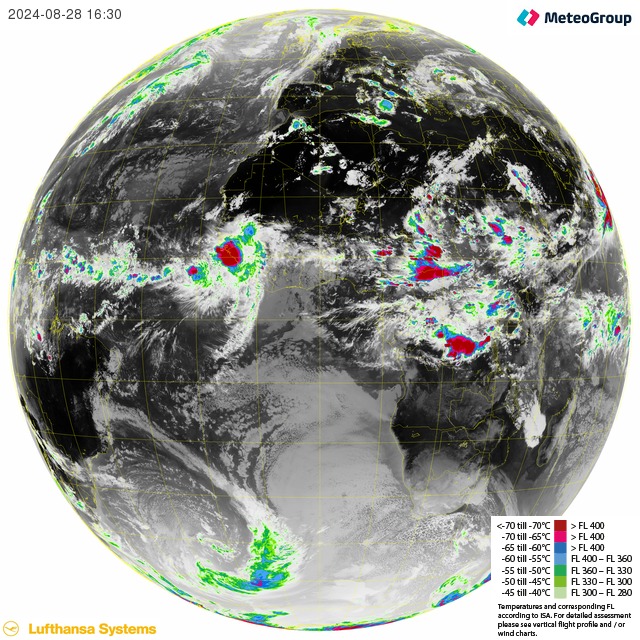 2024-08-28 16:30
MeteoGroup
<-70 till -70°C > FL 400
-70 till -65°C > FL 400
-65 till -60°C > FL 400
-60 till -55°C FL 400 – FL 360
-55 till -50°C FL 360 – FL 330
-50 till -45°C FL 330 – FL 300
-45 till -40°C FL 300 – FL 280
Temperatures and corresponding FL
according to ISA. For detailed assessment
please see vertical flight profile and / or
wind charts.
Lufthansa Systems